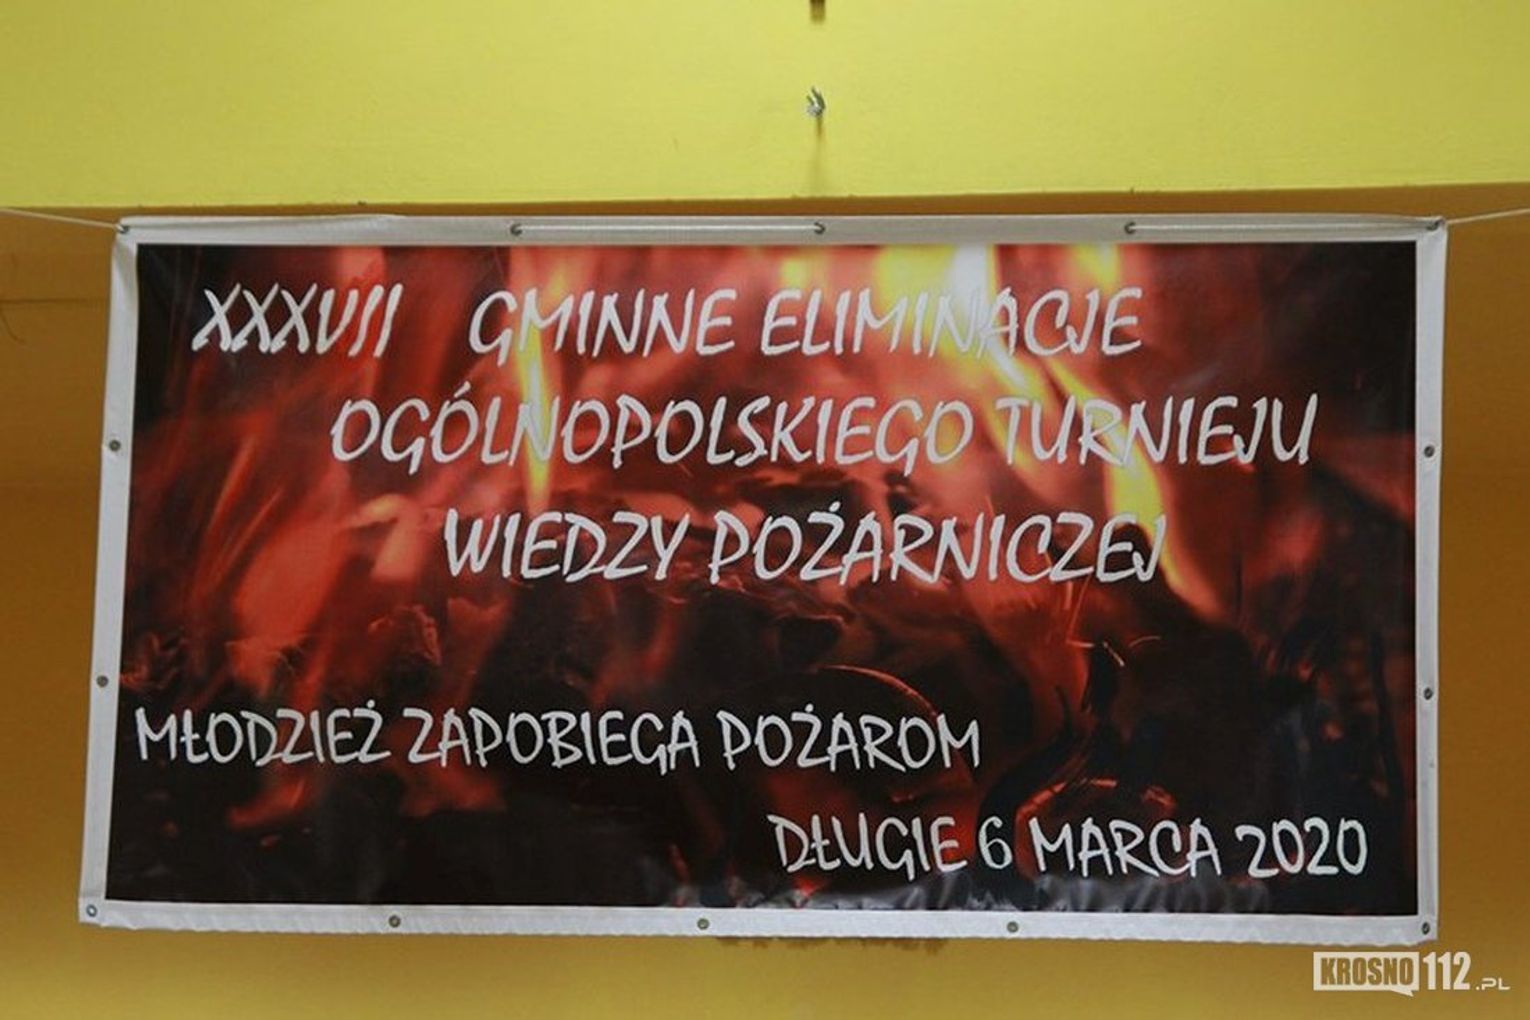 XXXVII GMINNE ELIMINACJE
OGÓLNOPOLSKIEGO TURNIEJU
WIEDZY POŻARNICZEJ
MŁODZIEŻ ZAPOBIEGA POŻAROM
DŁUGIE 6 MARCA 2020
KROSNO112.PL